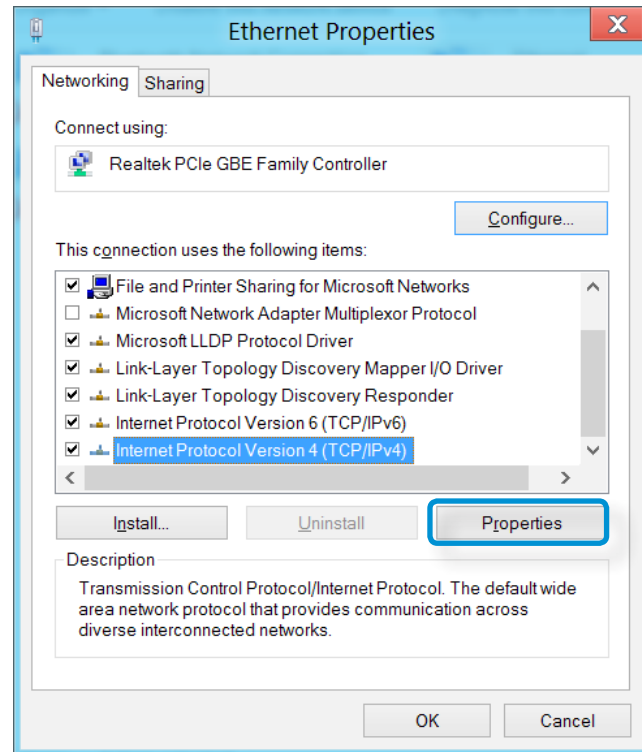 Ethernet Properties
X
Networking
Sharing
Connect using:
Realtek PCIe GBE Family Controller
Configure...
This connection uses the following items:
File and Printer Sharing for Microsoft Networks
Microsoft Network Adapter Multiplexor Protocol
Microsoft LLDP Protocol Driver
Link-Layer Topology Discovery Mapper I/O Driver
Link-Layer Topology Discovery Responder
Internet Protocol Version 6 (TCP/IPv6)
Internet Protocol Version 4 (TCP/IPv4)
Install...
Uninstall
Properties
Description
Transmission Control Protocol/Internet Protocol. The default wide
area network protocol that provides communication across
diverse interconnected networks.
OK
Cancel